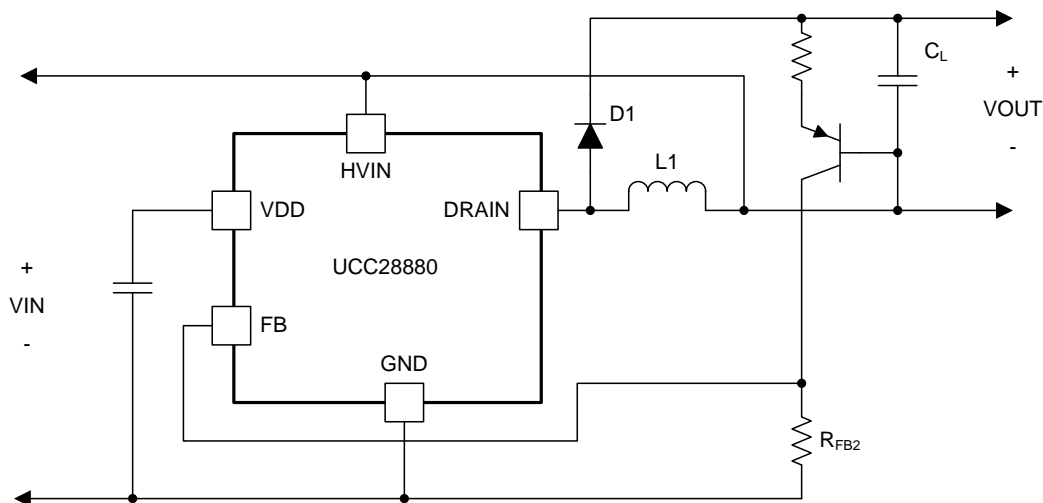 C_L
+
VOUT
-
D1
HVIN
L1
VDD
DRAIN
UCC28880
+
VIN
-
FB
GND
R_FB2